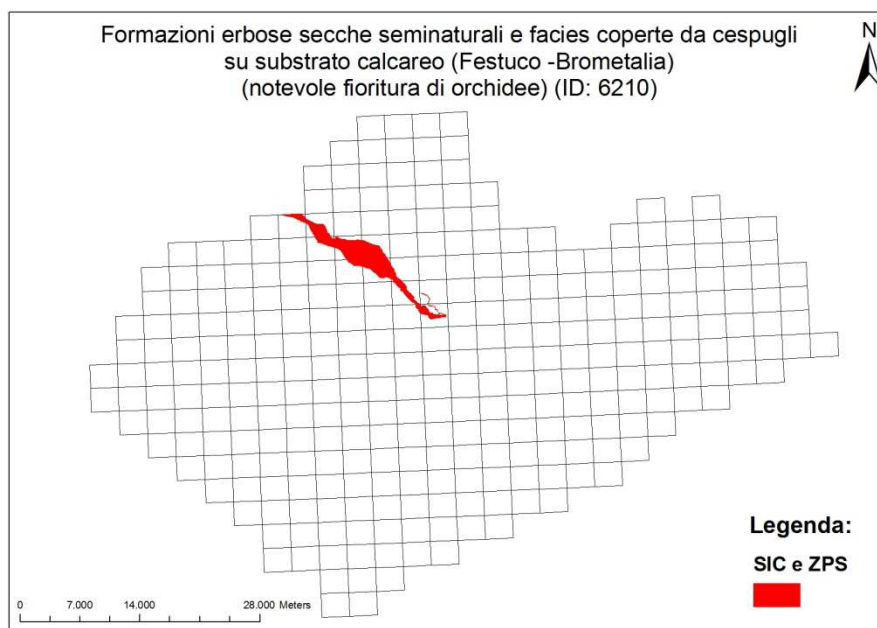 Formazioni erbose secche seminaturali e facies coperte da cespugli
su substrato calcareo (Festuco -Brometalia)
(notevole fioritura di orchidee) (ID: 6210)
N
Legenda:
SIC e ZPS
0 7.000 14.000 28.000 Meters